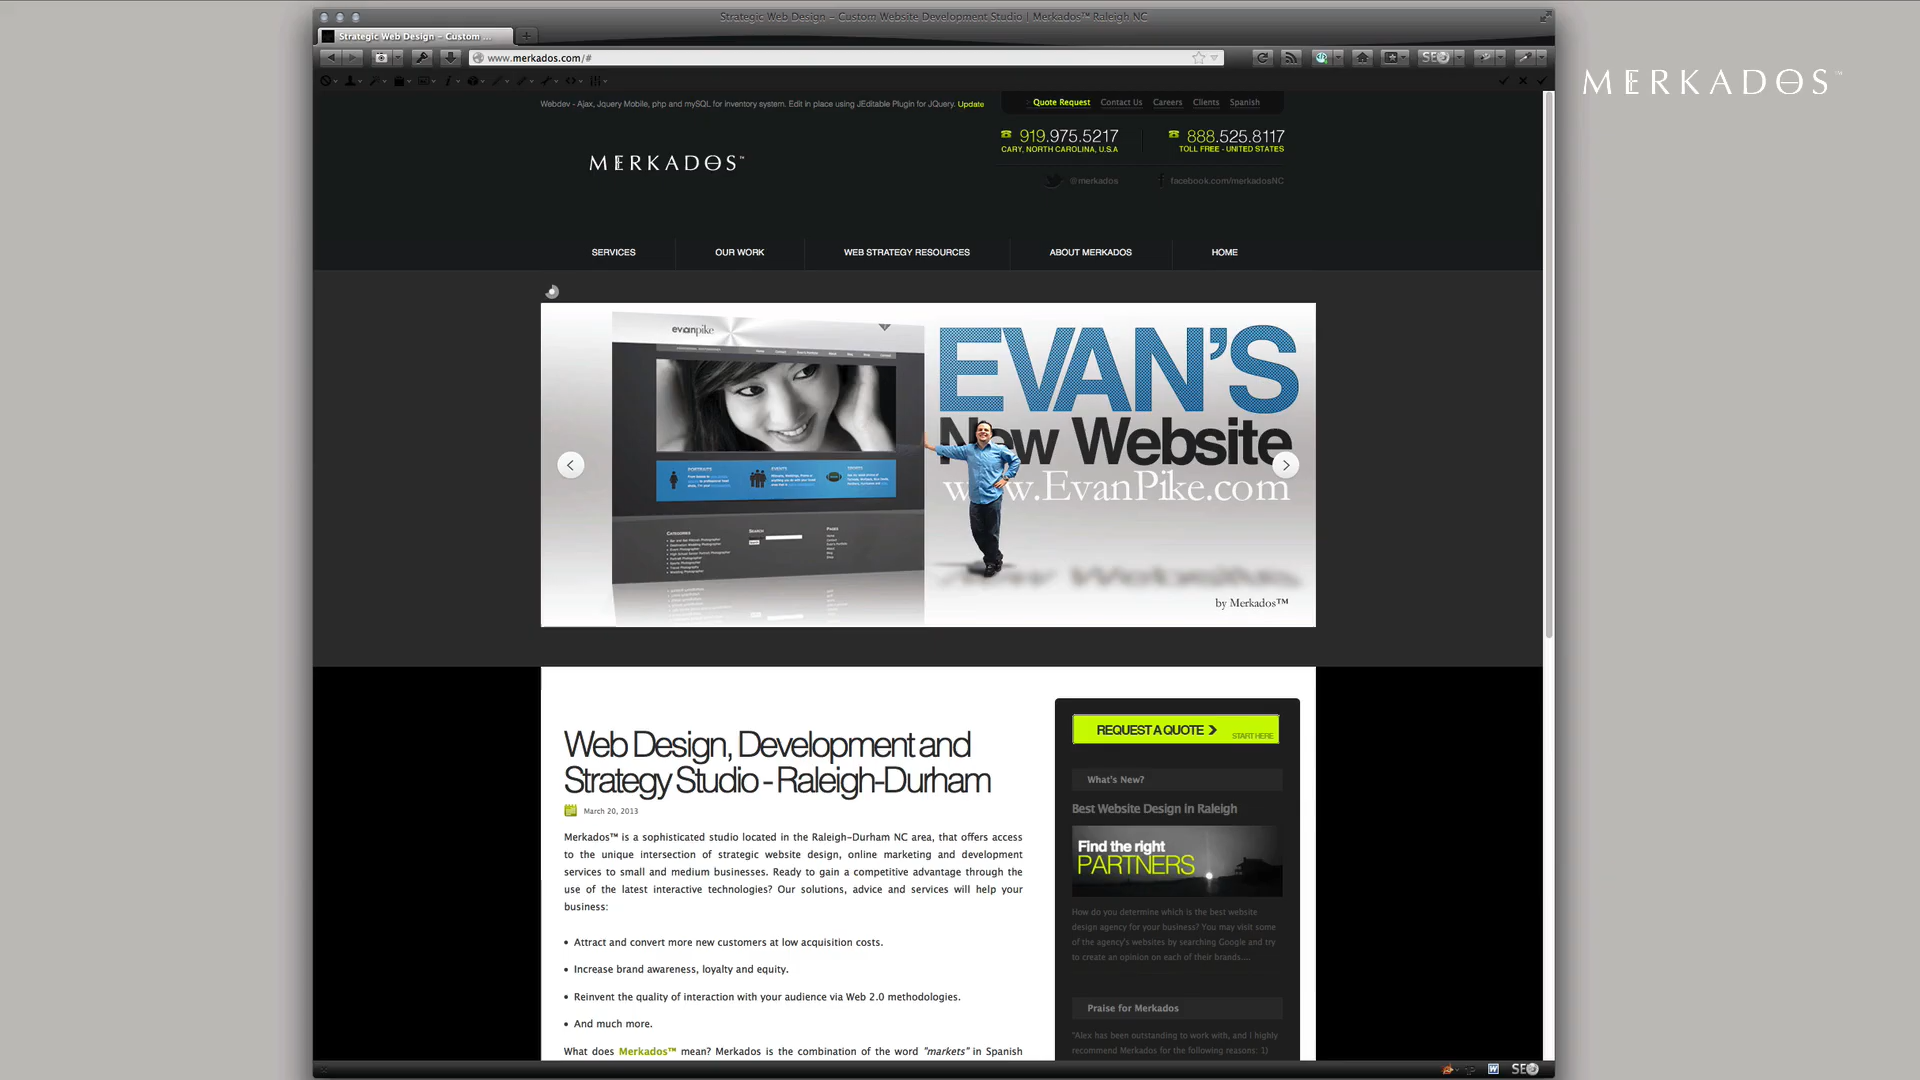 Strategic Web Design – Custom Website Development Studio | Merkados™ Raleigh NC
Strategic Web Design – Custom ...
www.merkados.com/#
SEO
MERKADOS™
Webdev - Ajax, Jquery Mobile, php and mySQL for inventory system. Edit in place using JEditable Plugin for JQuery. Update
Quote Request Contact Us Careers Clients Spanish
919.975.5217
CARY, NORTH CAROLINA, U.S.A
888.525.8117
TOLL FREE - UNITED STATES
MERKADOS™
@merkados
facebook.com/merkadosNC
SERVICES OUR WORK WEB STRATEGY RESOURCES ABOUT MERKADOS HOME
evanpike
PORTRAITS EVENTS SPORTS
CATEGORIES SEARCH PAGES
EVAN'S
New Website
www.EvanPike.com
by Merkados™
Web Design, Development and
Strategy Studio - Raleigh-Durham
March 20, 2013
Merkados™ is a sophisticated studio located in the Raleigh-Durham NC area, that offers access
to the unique intersection of strategic website design, online marketing and development
services to small and medium businesses. Ready to gain a competitive advantage through the
use of the latest interactive technologies? Our solutions, advice and services will help your
business:
• Attract and convert more new customers at low acquisition costs.
• Increase brand awareness, loyalty and equity.
• Reinvent the quality of interaction with your audience via Web 2.0 methodologies.
• And much more.
What does Merkados™ mean? Merkados is the combination of the word "markets" in Spanish
REQUEST A QUOTE
START HERE
What's New?
Best Website Design in Raleigh
Find the right
PARTNERS
How do you determine which is the best website
design agency for your business? You may visit some
of the agency's websites by searching Google and try
to create an opinion on each of their brands....
Praise for Merkados
"Alex has been outstanding to work with, and I highly
recommend Merkados for the following reasons: 1)
SEO